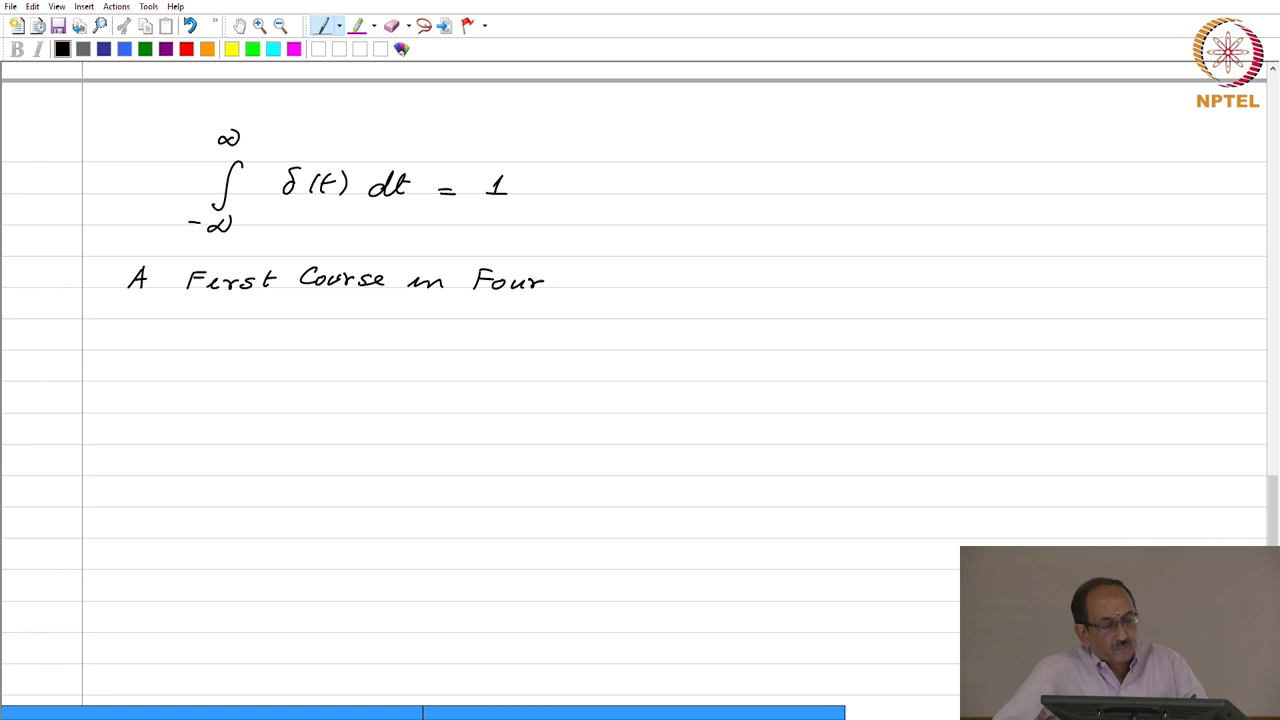 File Edit View Insert Actions Tools Help
B I
NPTEL
∞
∫ δ(t) dt = 1
-∞
A First Course in Four